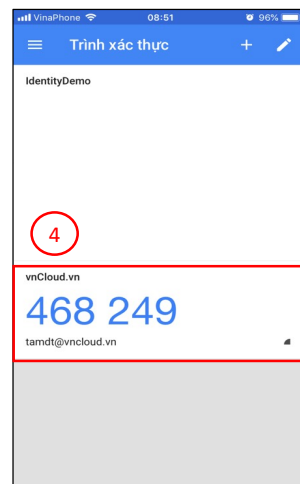 VinaPhone 08:51 96%
Trình xác thực +
IdentityDemo
4
vnCloud.vn
468 249
tamdt@vncloud.vn